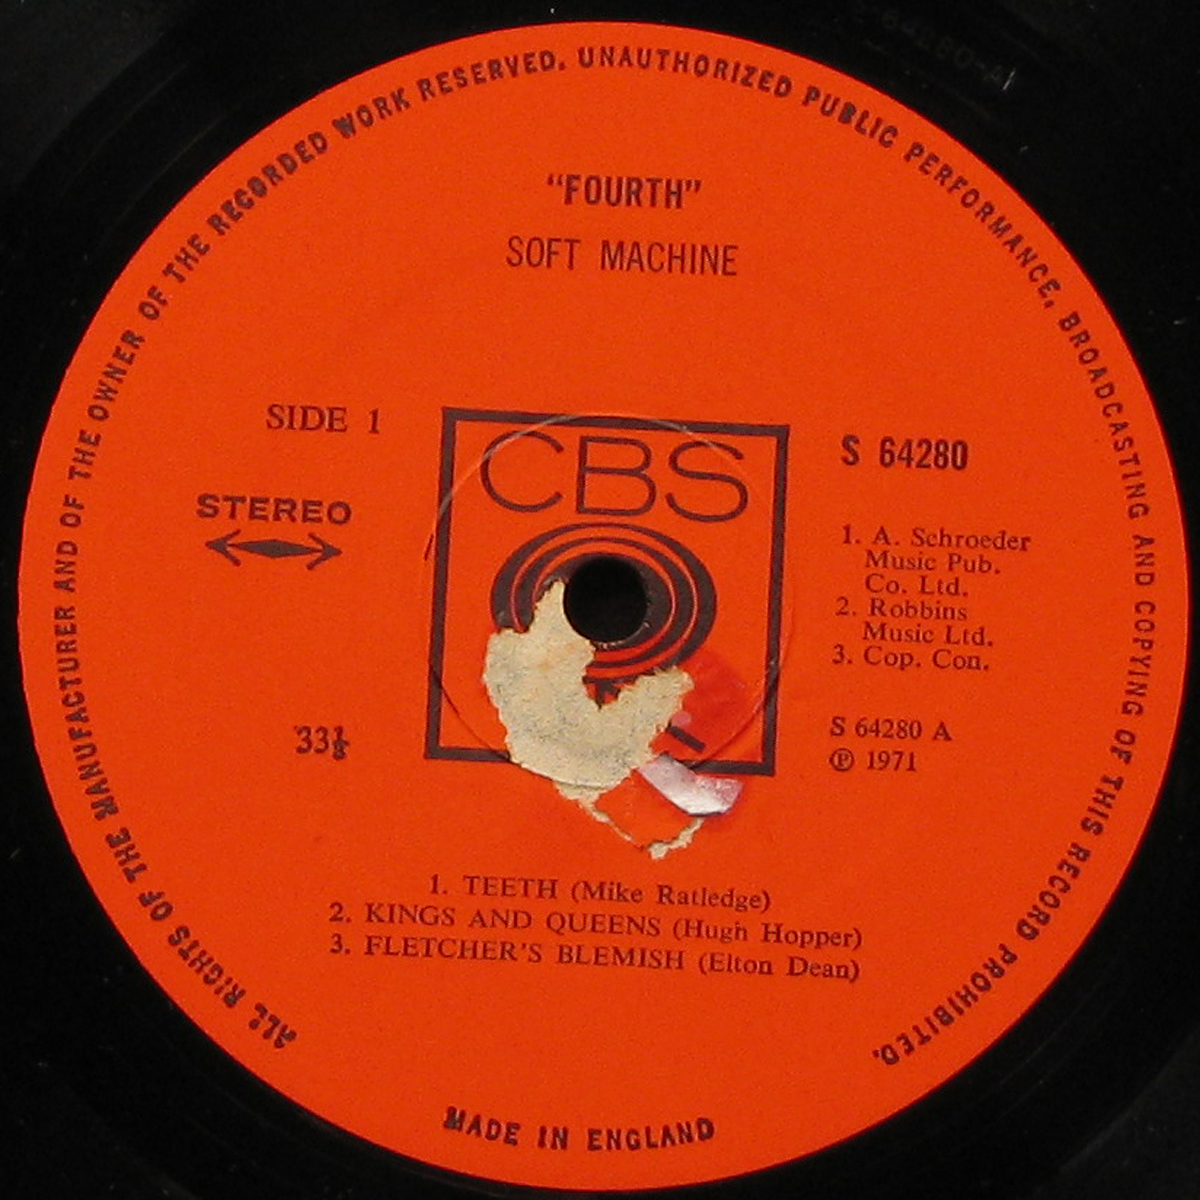 ALL RIGHTS OF THE MANUFACTURER AND OF THE OWNER OF THE RECORDED WORK RESERVED. UNAUTHORIZED PUBLIC PERFORMANCE, BROADCASTING AND COPYING OF THIS RECORD PROHIBITED.
"FOURTH"
SOFT MACHINE
SIDE 1
STEREO
33⅓
CBS
S 64280
1. A. Schroeder
Music Pub.
Co. Ltd.
2. Robbins
Music Ltd.
3. Cop. Con.
S 64280 A
℗ 1971
1. TEETH (Mike Ratledge)
2. KINGS AND QUEENS (Hugh Hopper)
3. FLETCHER'S BLEMISH (Elton Dean)
MADE IN ENGLAND